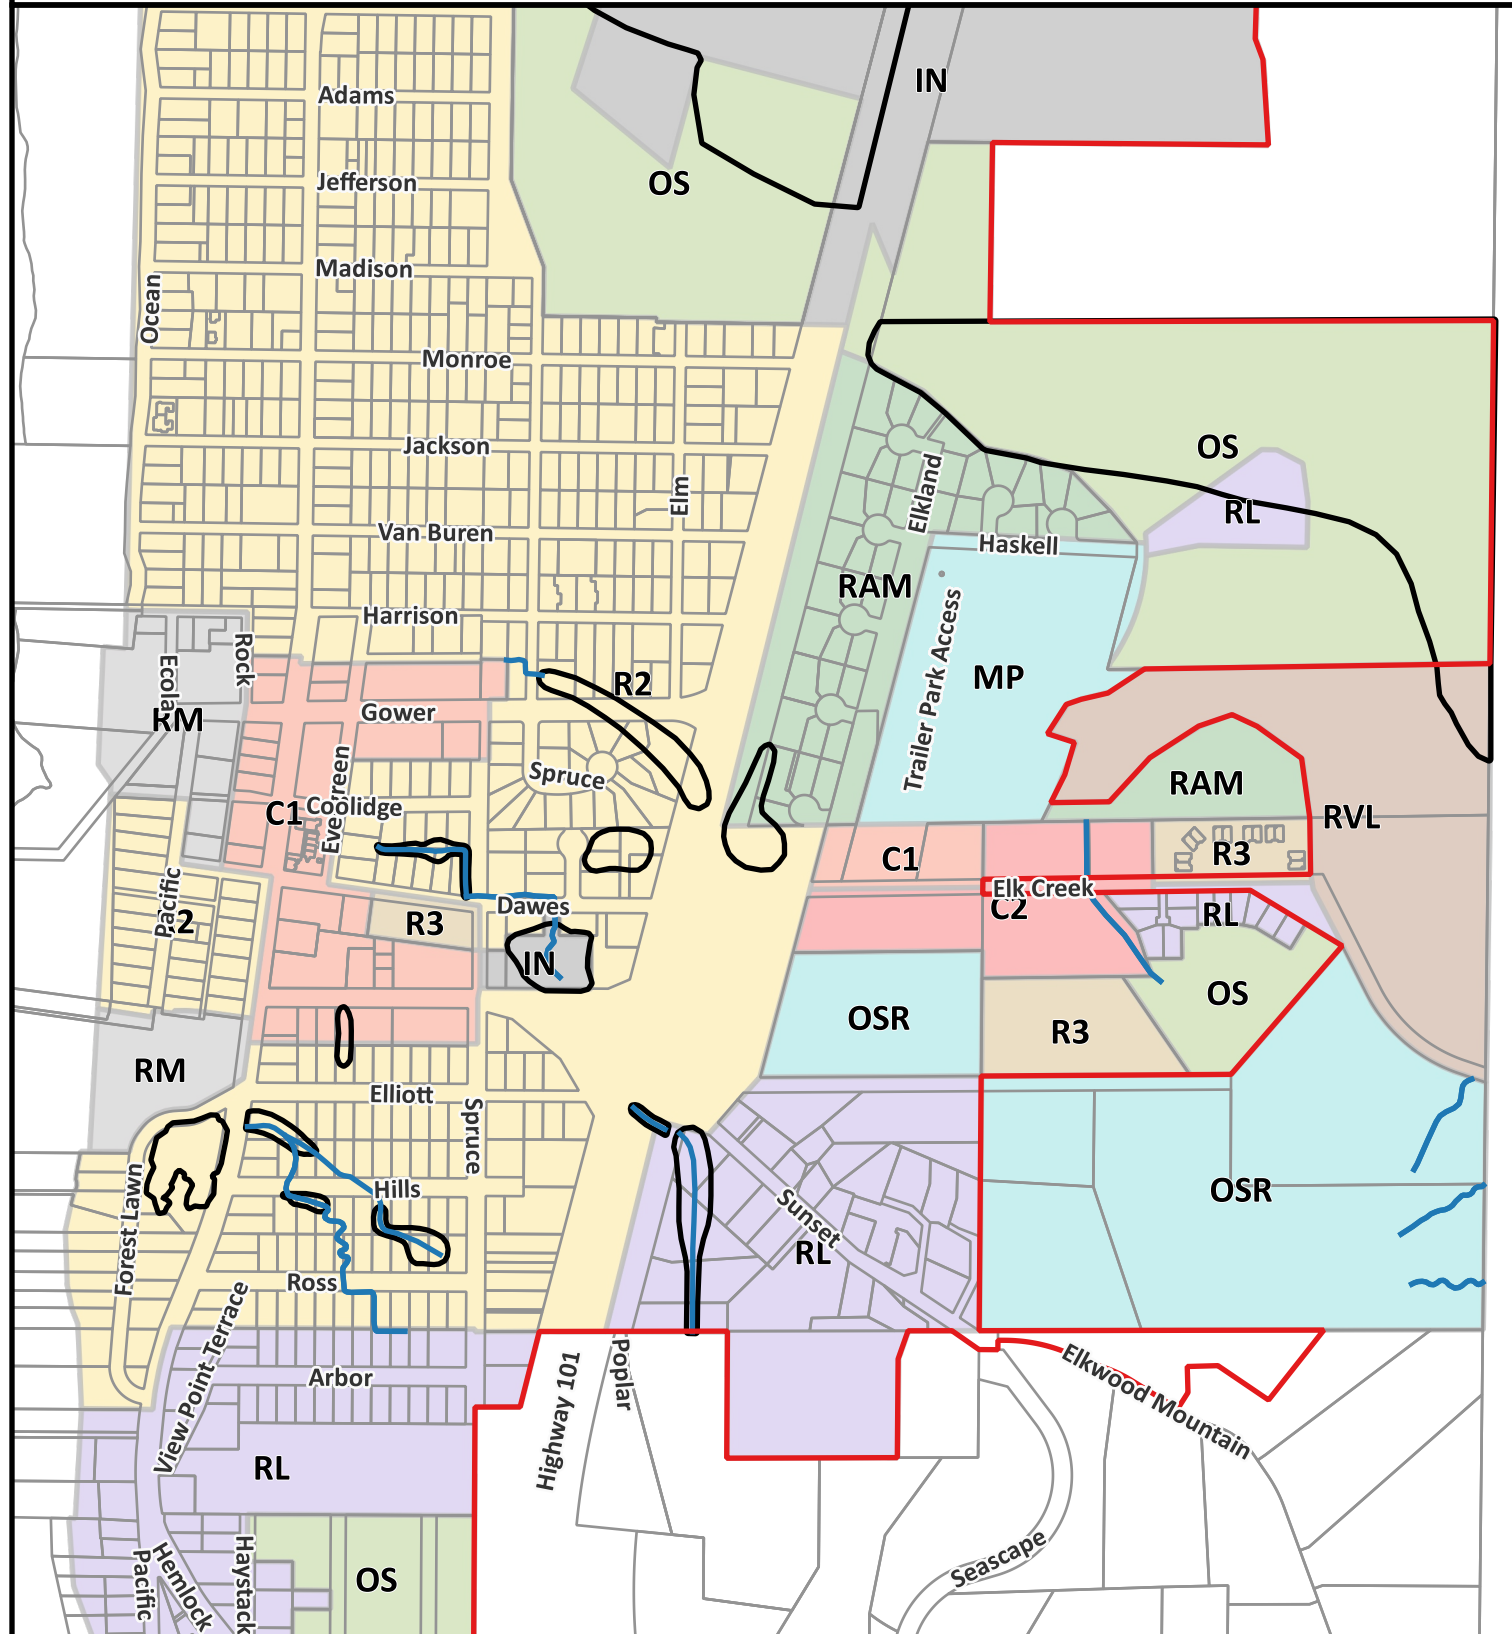 IN
Adams
Jefferson
OS
Madison
Ocean
Monroe
Jackson
OS
Elm
Elkland
RL
Van Buren
Haskell
RAM
Harrison
Rock
Ecola
Trailer Park Access
R2
MP
RM
Gower
Evergreen
Spruce
RAM
Coolidge
C1
RVL
C1
R3
Elk Creek
Pacific
2
Dawes
R3
C2
RL
IN
OS
OSR
R3
RM
Elliott
Spruce
Hills
OSR
Forest Lawn
Sunset
RL
Ross
View Point Terrace
Arbor
Highway 101
Poplar
Elkwood Mountain
RL
Seascape
OS
Pacific
Hemlock
Haystack